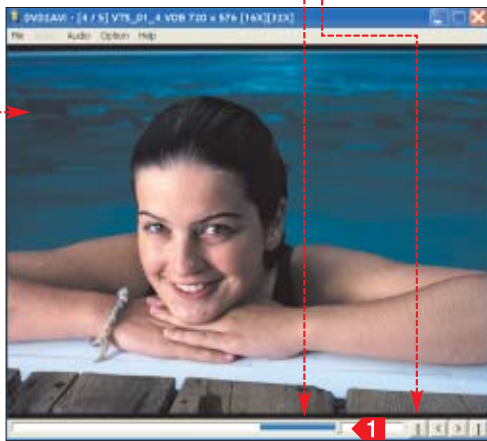 DVD2AVI - [4 / 5] VTS_01_4.VOB 720 x 576 [16X][32X]
File Audio Option Help
1
[ < > ]